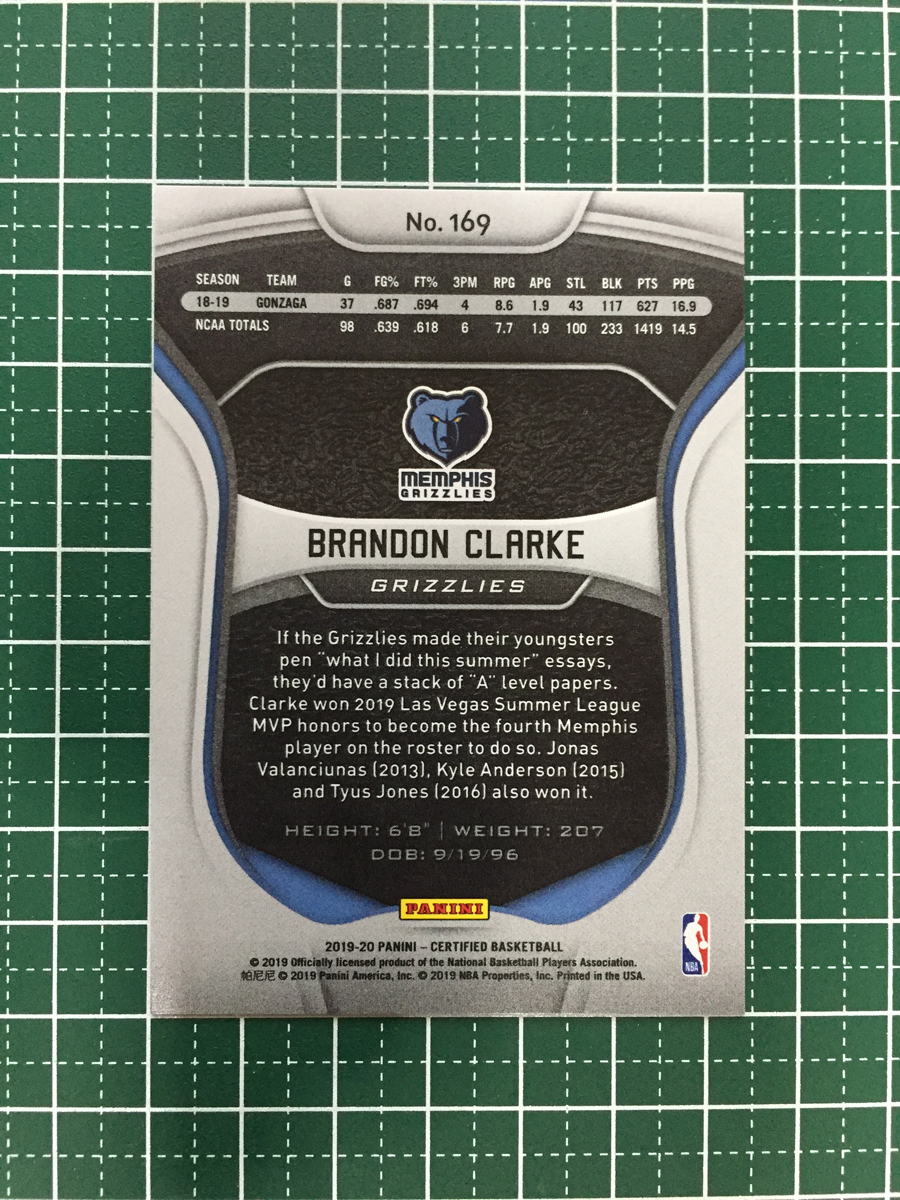 No. 169
SEASON TEAM G FG% FT% 3PM RPG APG STL BLK PTS PPG
18-19 GONZAGA 37 .687 .694 4 8.6 1.9 43 117 627 16.9
NCAA TOTALS 98 .639 .618 6 7.7 1.9 100 233 1419 14.5
MEMPHIS
GRIZZLIES
BRANDON CLARKE
GRIZZLIES
If the Grizzlies made their youngsters
pen "what I did this summer" essays,
they'd have a stack of "A" level papers.
Clarke won 2019 Las Vegas Summer League
MVP honors to become the fourth Memphis
player on the roster to do so. Jonas
Valanciunas (2013), Kyle Anderson (2015)
and Tyus Jones (2016) also won it.
HEIGHT: 6'8" | WEIGHT: 207
DOB: 9/19/96
PANINI
2019-20 PANINI – CERTIFIED BASKETBALL
© 2019 Officially licensed product of the National Basketball Players Association.
帕尼尼 © 2019 Panini America, Inc. © 2019 NBA Properties, Inc. Printed in the USA.
NBA